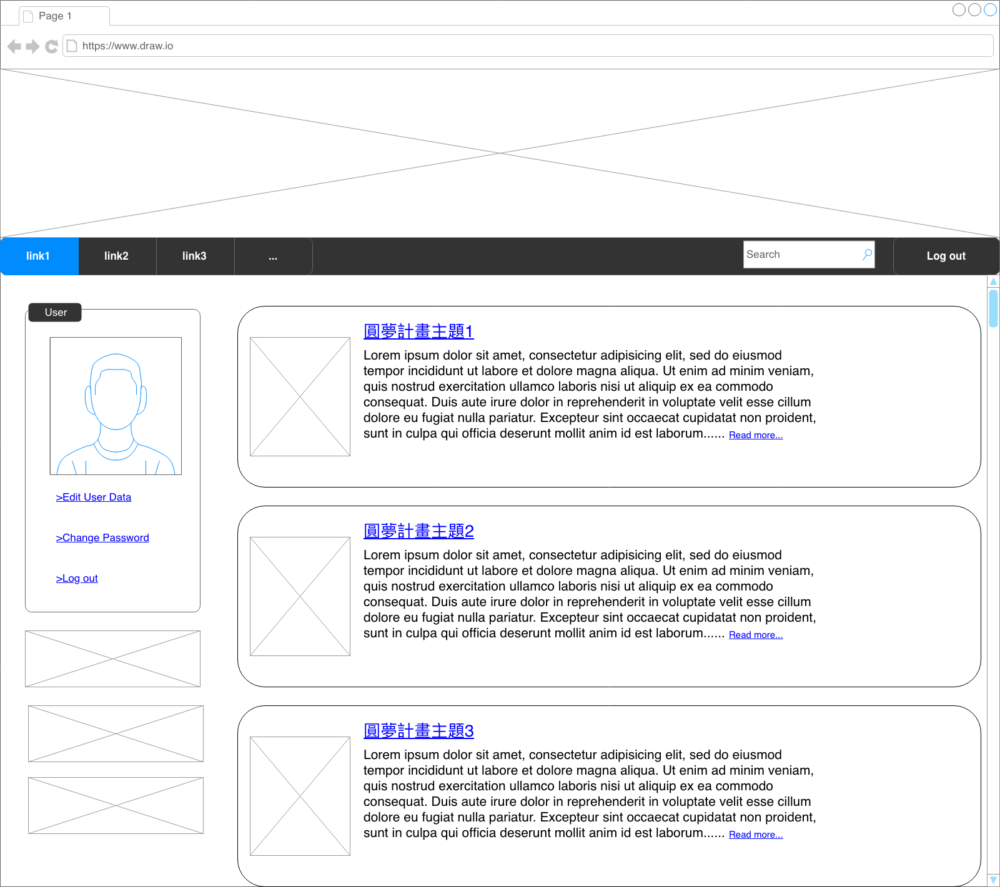 Page 1
https://www.draw.io
link1
link2
link3
...
Search
Log out
User
>Edit User Data
>Change Password
>Log out
圓夢計畫主題1
Lorem ipsum dolor sit amet, consectetur adipisicing elit, sed do eiusmod
tempor incididunt ut labore et dolore magna aliqua. Ut enim ad minim veniam,
quis nostrud exercitation ullamco laboris nisi ut aliquip ex ea commodo
consequat. Duis aute irure dolor in reprehenderit in voluptate velit esse cillum
dolore eu fugiat nulla pariatur. Excepteur sint occaecat cupidatat non proident,
sunt in culpa qui officia deserunt mollit anim id est laborum...... Read more...
圓夢計畫主題2
Lorem ipsum dolor sit amet, consectetur adipisicing elit, sed do eiusmod
tempor incididunt ut labore et dolore magna aliqua. Ut enim ad minim veniam,
quis nostrud exercitation ullamco laboris nisi ut aliquip ex ea commodo
consequat. Duis aute irure dolor in reprehenderit in voluptate velit esse cillum
dolore eu fugiat nulla pariatur. Excepteur sint occaecat cupidatat non proident,
sunt in culpa qui officia deserunt mollit anim id est laborum...... Read more...
圓夢計畫主題3
Lorem ipsum dolor sit amet, consectetur adipisicing elit, sed do eiusmod
tempor incididunt ut labore et dolore magna aliqua. Ut enim ad minim veniam,
quis nostrud exercitation ullamco laboris nisi ut aliquip ex ea commodo
consequat. Duis aute irure dolor in reprehenderit in voluptate velit esse cillum
dolore eu fugiat nulla pariatur. Excepteur sint occaecat cupidatat non proident,
sunt in culpa qui officia deserunt mollit anim id est laborum...... Read more...